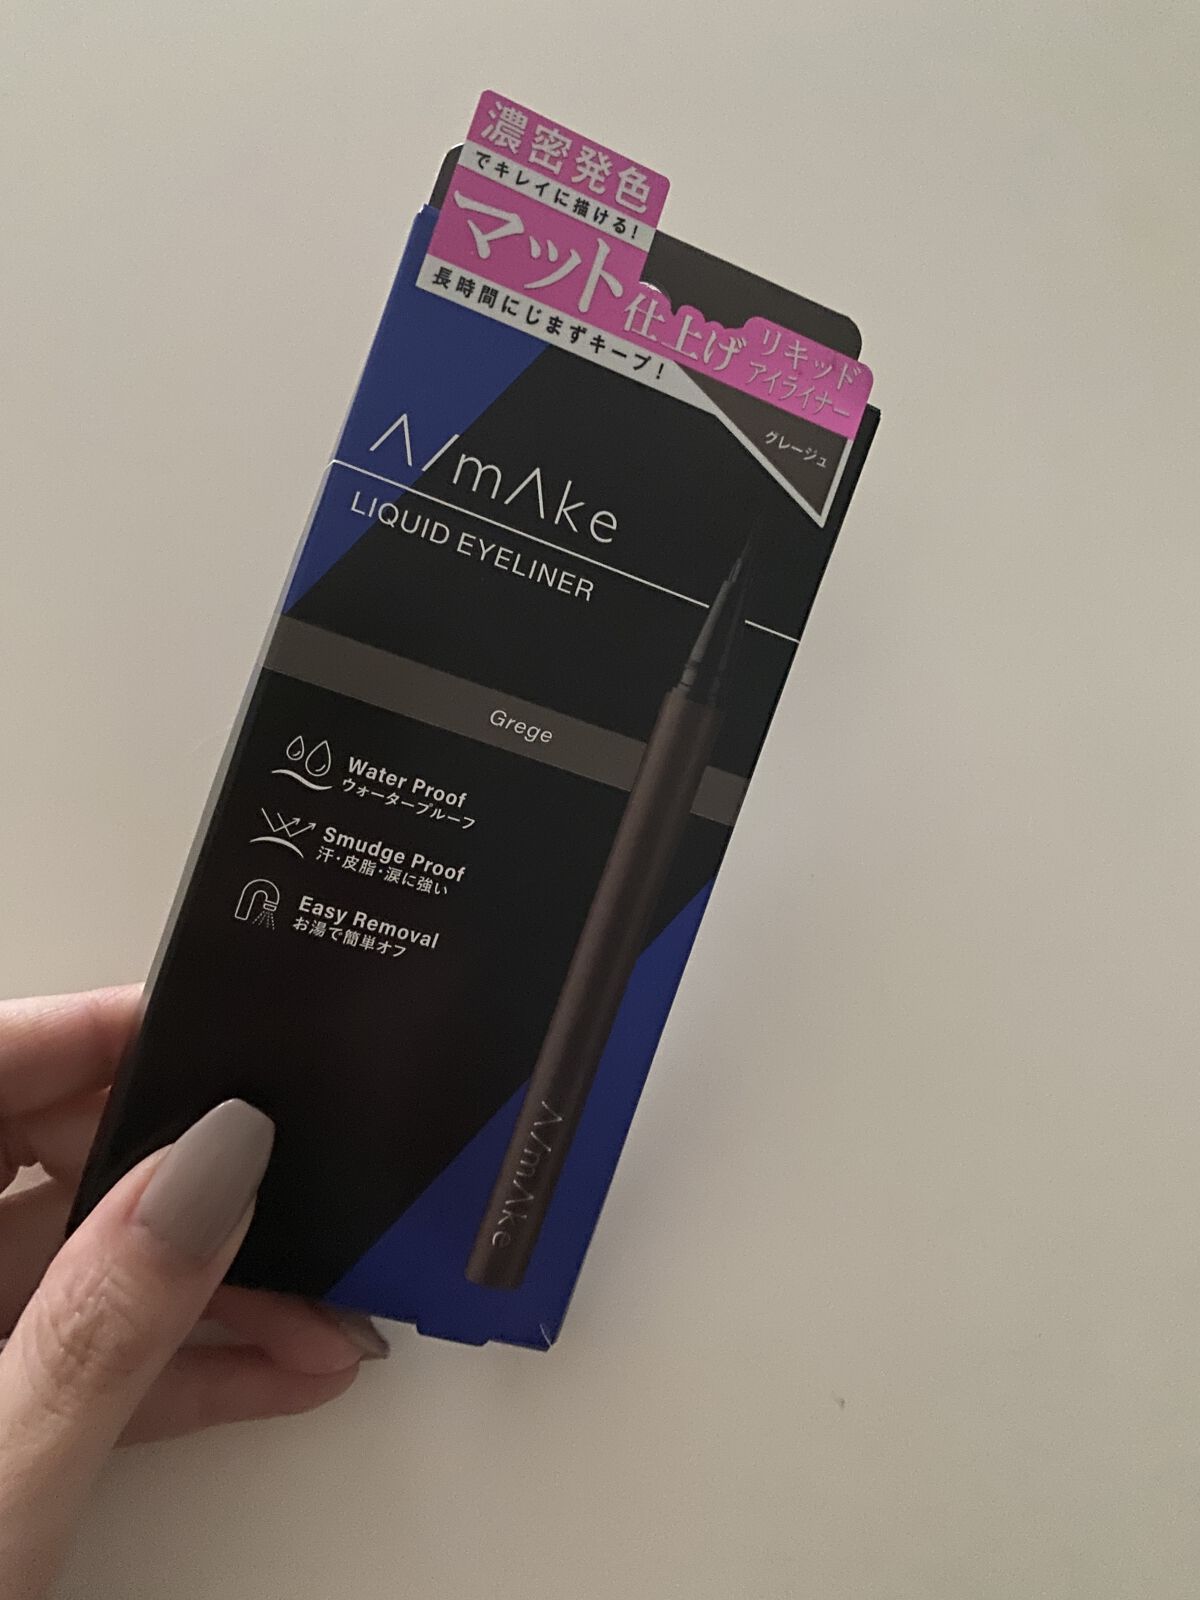 濃密発色
でキレイに描ける!
マット仕上げ
リキッド
アイライナー
長時間にじまずキープ!
グレージュ
A/mAke
LIQUID EYELINER
Grege
Water Proof
ウォータープルーフ
Smudge Proof
汗・皮脂・涙に強い
Easy Removal
お湯で簡単オフ
A/mAke